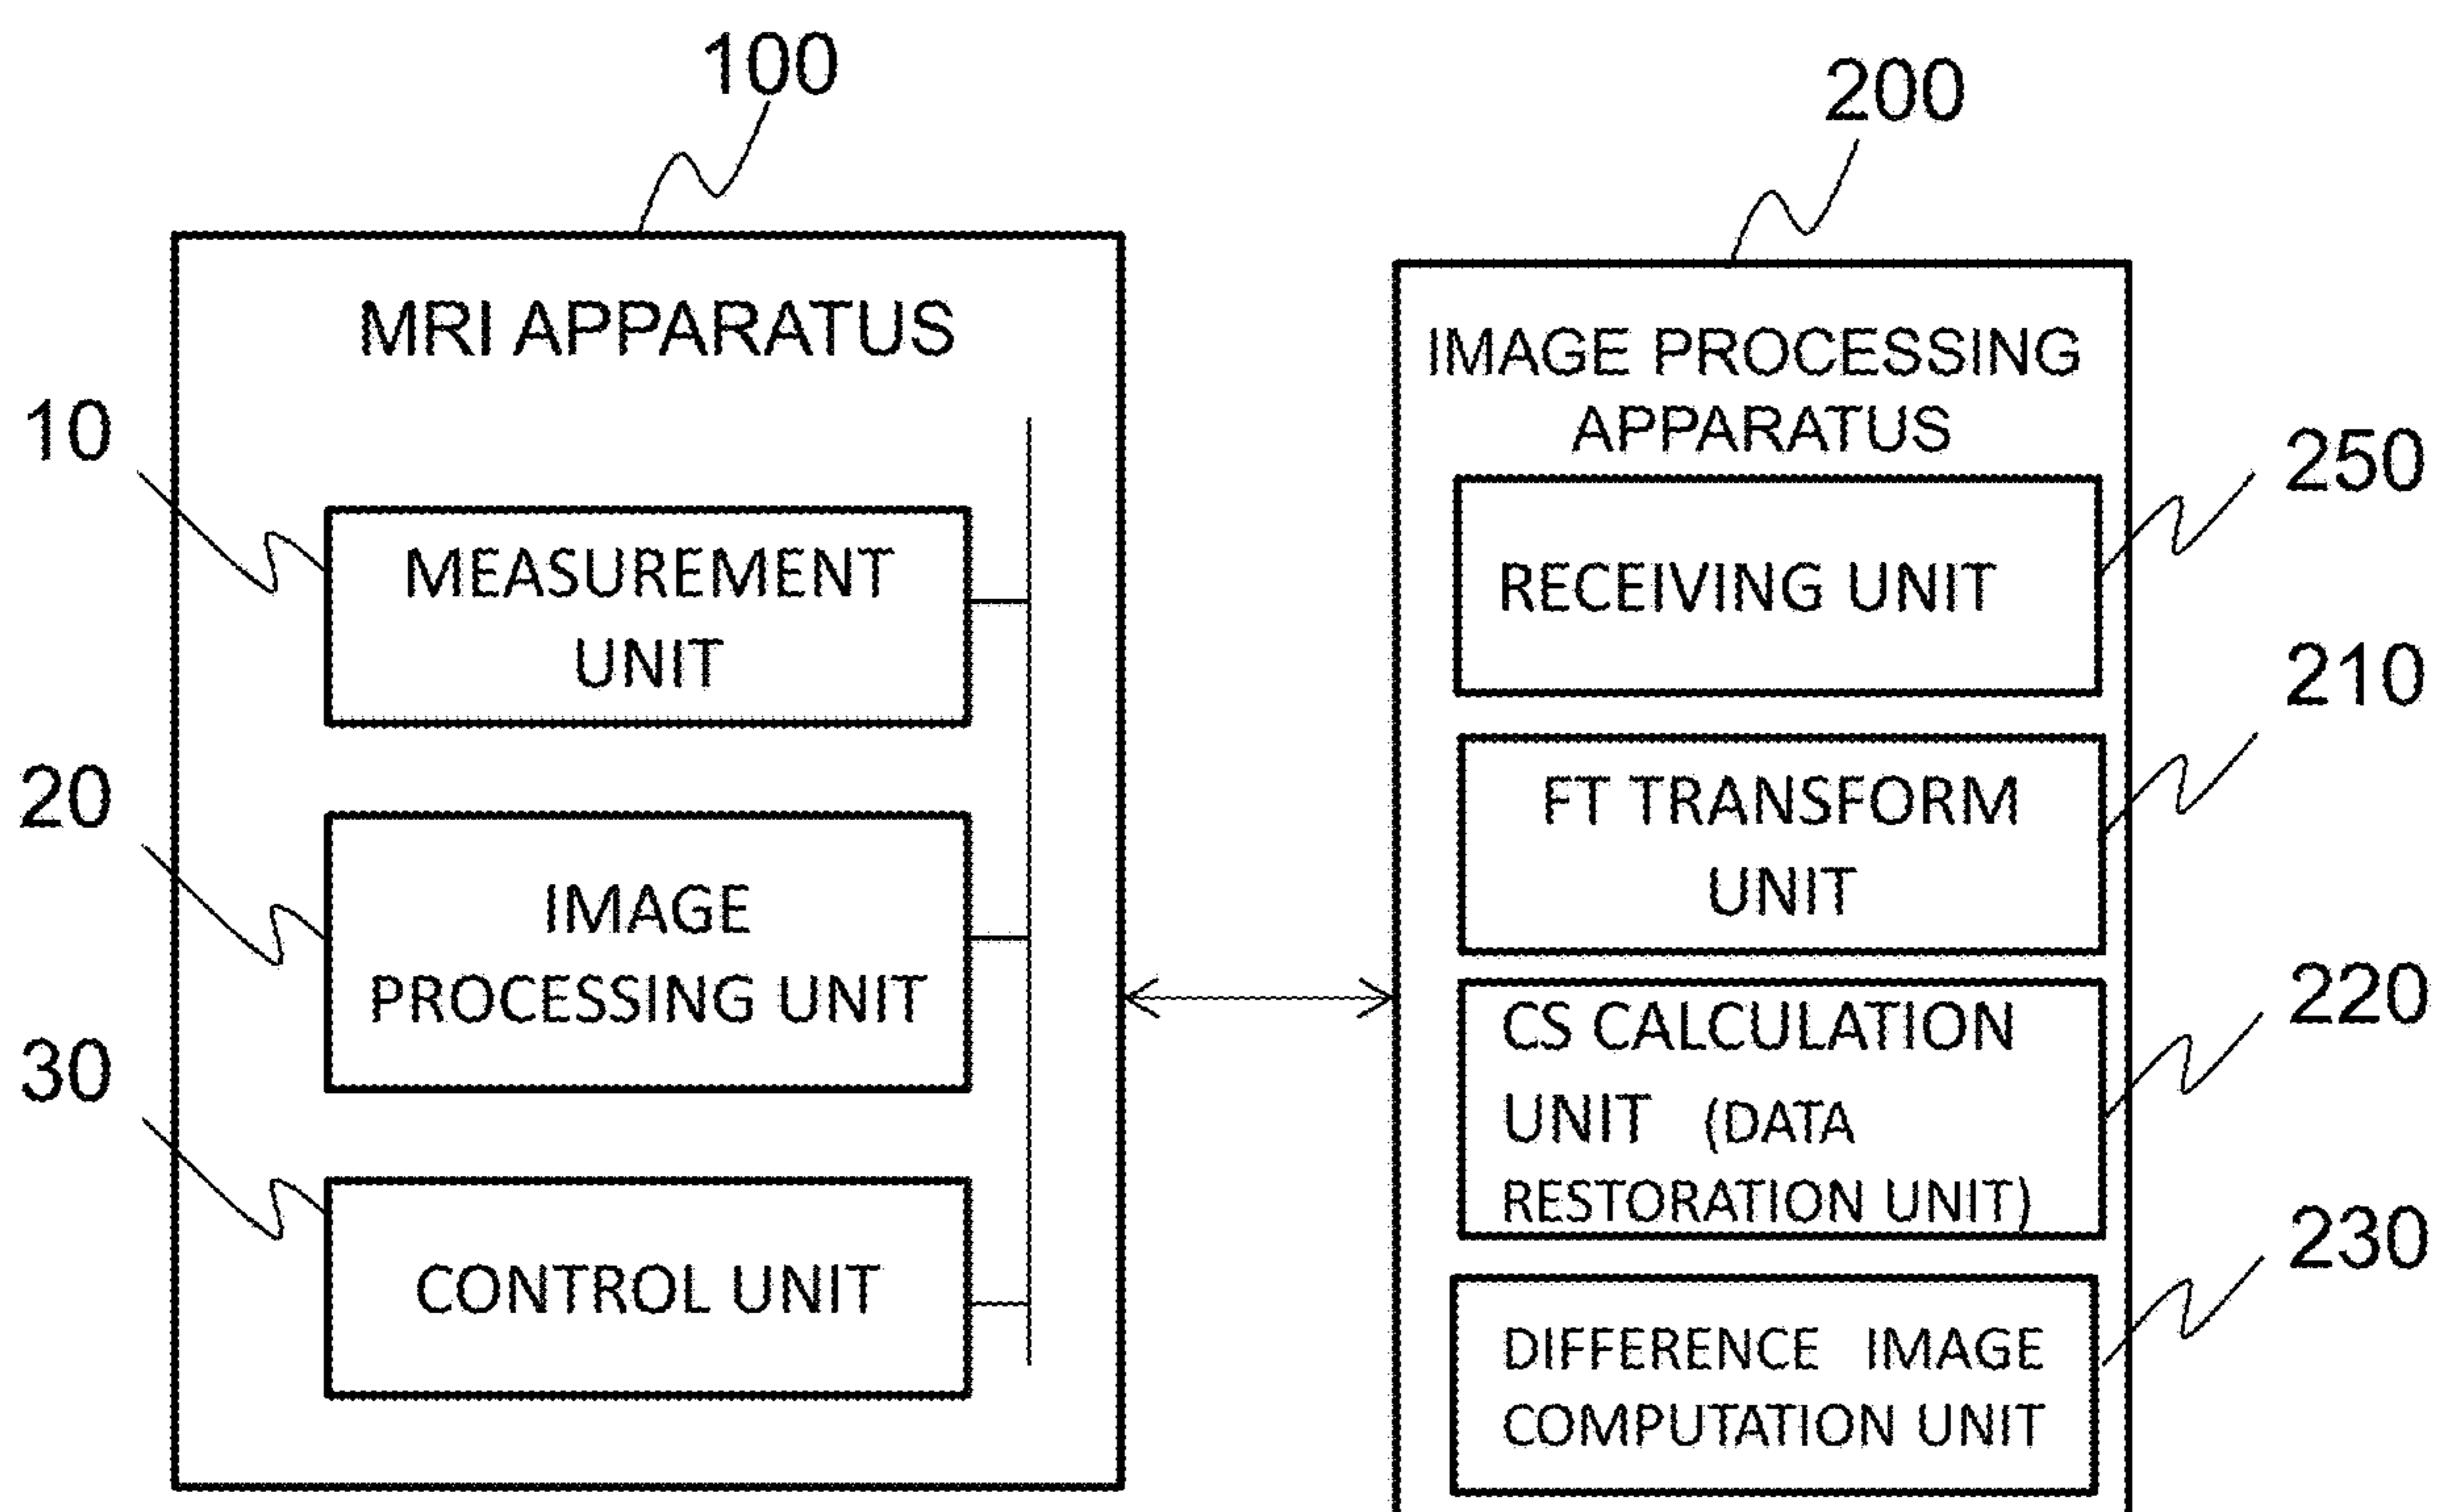 100
200
MRI APPARATUS
IMAGE PROCESSING
APPARATUS
10
250
MEASUREMENT
UNIT
RECEIVING UNIT
210
FT TRANSFORM
UNIT
20
IMAGE
PROCESSING UNIT
220
CS CALCULATION
UNIT (DATA
RESTORATION UNIT)
30
CONTROL UNIT
230
DIFFERENCE IMAGE
COMPUTATION UNIT